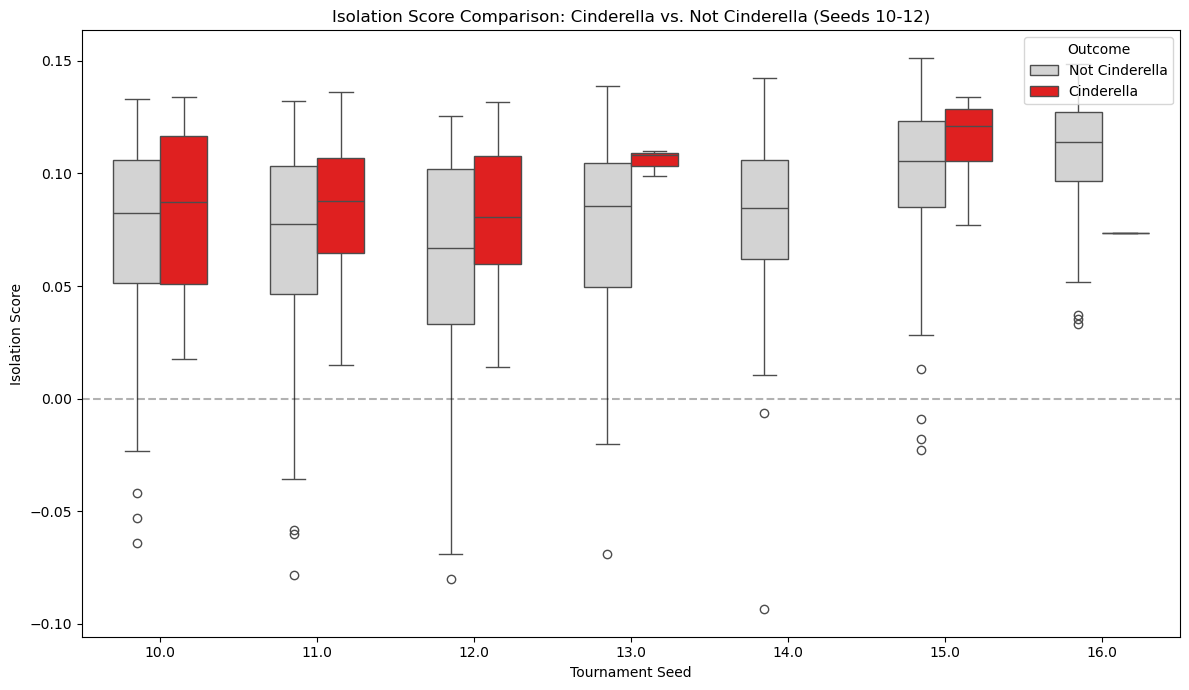 Isolation Score Comparison: Cinderella vs. Not Cinderella (Seeds 10-12)
Outcome
Not Cinderella
Cinderella
Isolation Score
0.15
0.10
0.05
0.00
−0.05
−0.10
10.0 11.0 12.0 13.0 14.0 15.0 16.0
Tournament Seed